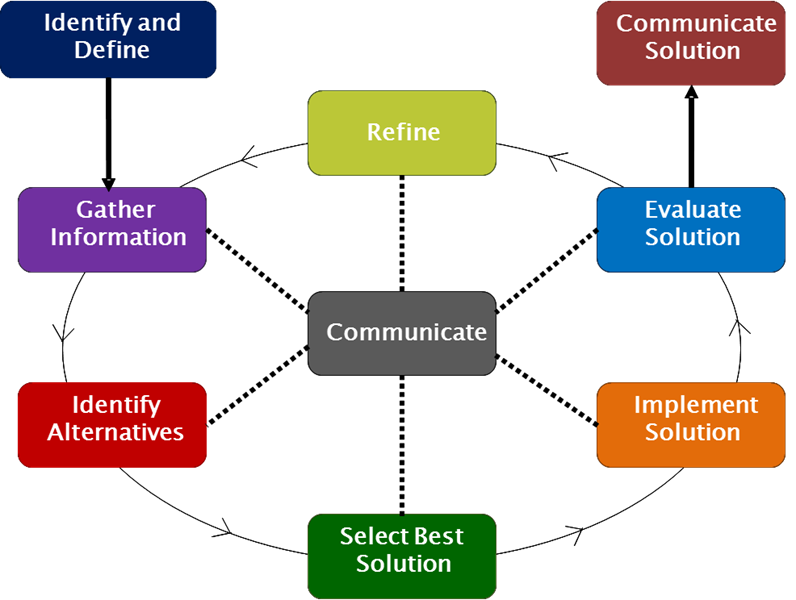 Identify and
Define
Communicate
Solution
Refine
Gather
Information
Evaluate
Solution
Communicate
Identify
Alternatives
Implement
Solution
Select Best
Solution